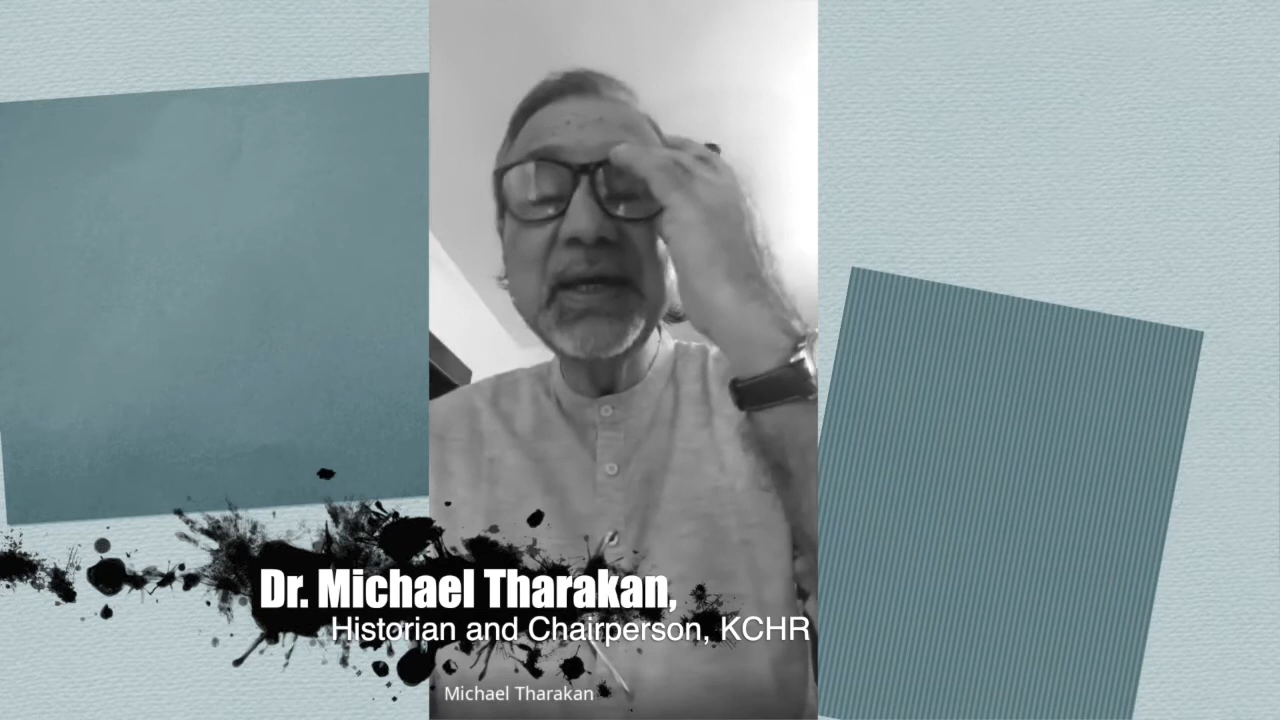 Dr. Michael Tharakan,
Historian and Chairperson, KCHR
Michael Tharakan